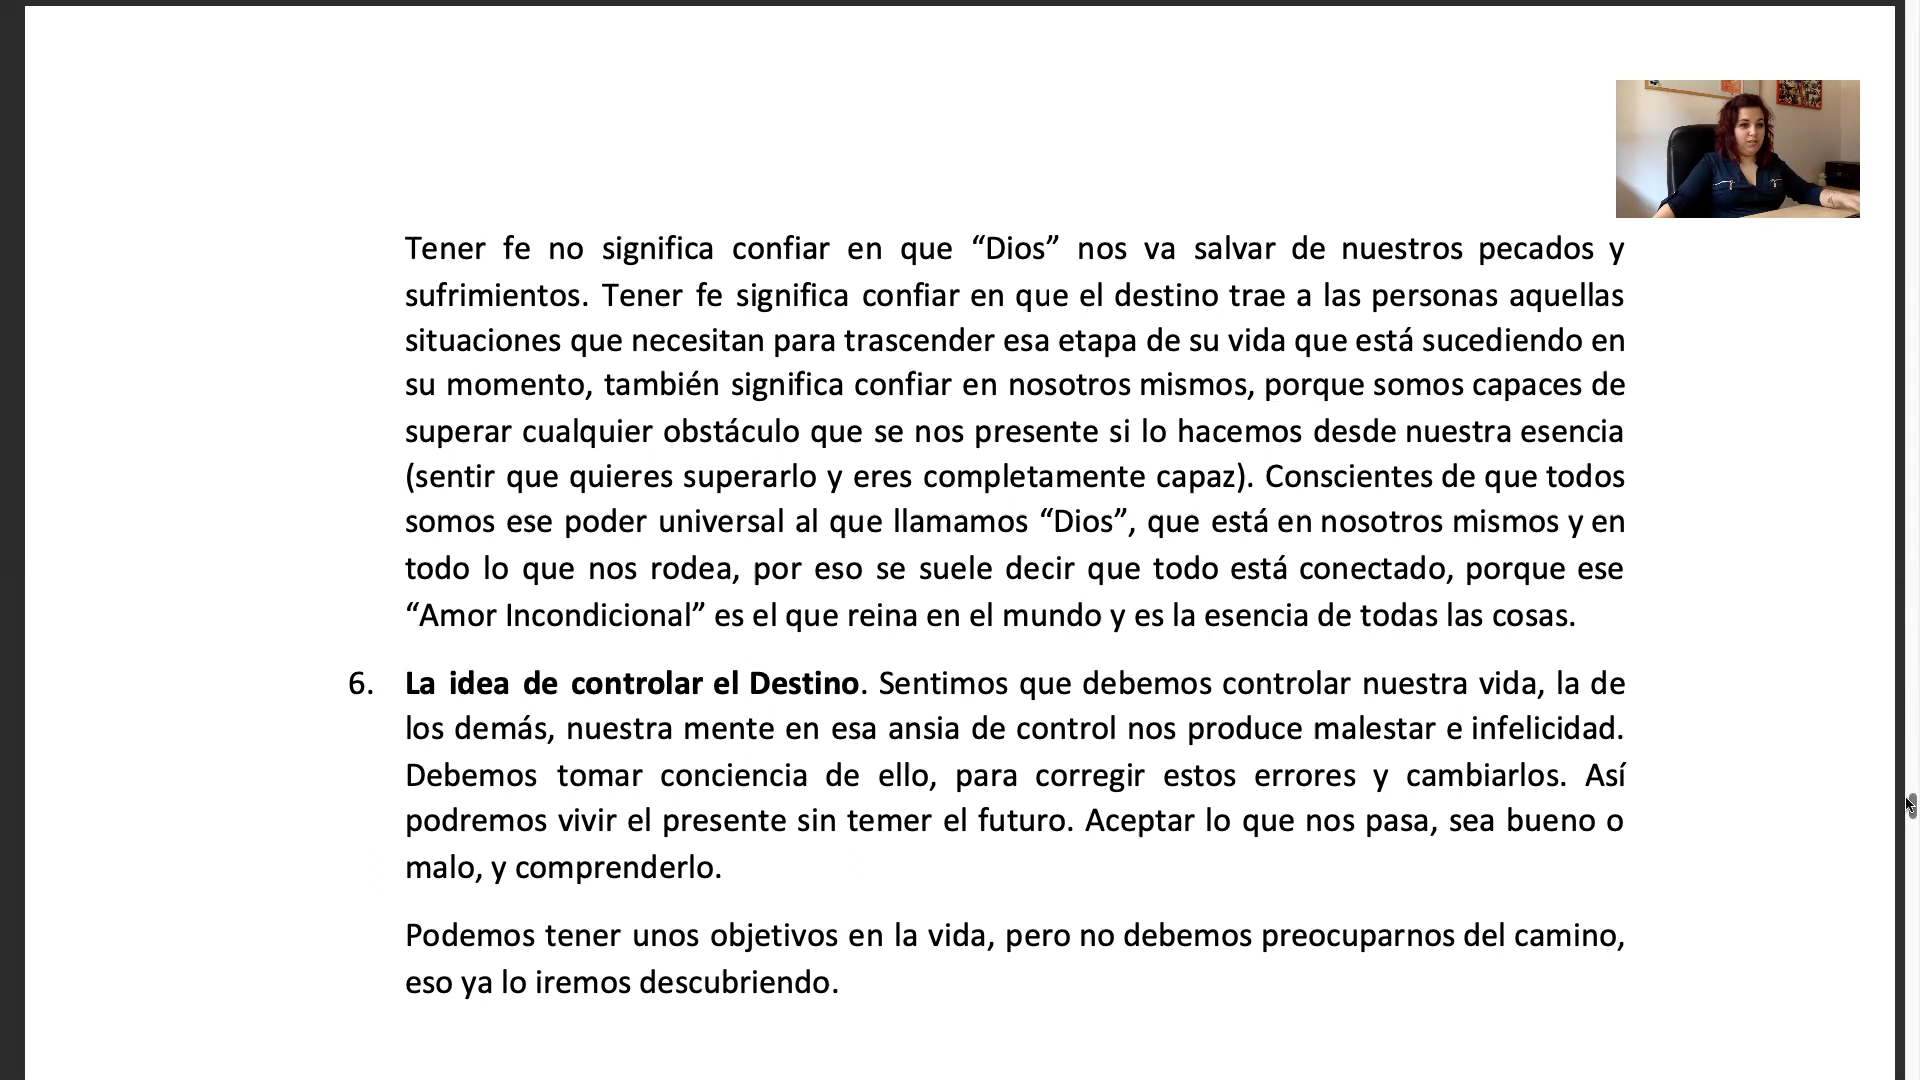 Tener fe no significa confiar en que “Dios” nos va salvar de nuestros pecados y
sufrimientos. Tener fe significa confiar en que el destino trae a las personas aquellas
situaciones que necesitan para trascender esa etapa de su vida que está sucediendo en
su momento, también significa confiar en nosotros mismos, porque somos capaces de
superar cualquier obstáculo que se nos presente si lo hacemos desde nuestra esencia
(sentir que quieres superarlo y eres completamente capaz). Conscientes de que todos
somos ese poder universal al que llamamos “Dios”, que está en nosotros mismos y en
todo lo que nos rodea, por eso se suele decir que todo está conectado, porque ese
“Amor Incondicional” es el que reina en el mundo y es la esencia de todas las cosas.
6. La idea de controlar el Destino. Sentimos que debemos controlar nuestra vida, la de
los demás, nuestra mente en esa ansia de control nos produce malestar e infelicidad.
Debemos tomar conciencia de ello, para corregir estos errores y cambiarlos. Así
podremos vivir el presente sin temer el futuro. Aceptar lo que nos pasa, sea bueno o
malo, y comprenderlo.
Podemos tener unos objetivos en la vida, pero no debemos preocuparnos del camino,
eso ya lo iremos descubriendo.